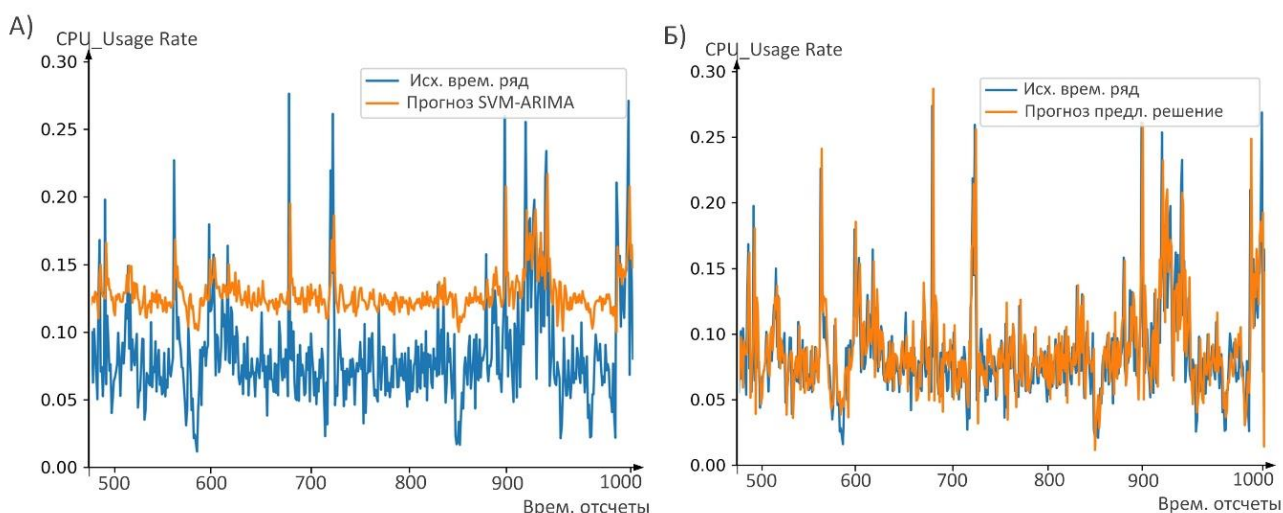 А)
CPU_Usage Rate
0.30
0.25
0.20
0.15
0.10
0.05
0.00
Исх. врем. ряд
Прогноз SVM-ARIMA
500 600 700 800 900 1000
Врем. отсчеты
Б)
CPU_Usage Rate
0.30
0.25
0.20
0.15
0.10
0.05
0.00
Исх. врем. ряд
Прогноз предл. решение
500 600 700 800 900 1000
Врем. отсчеты